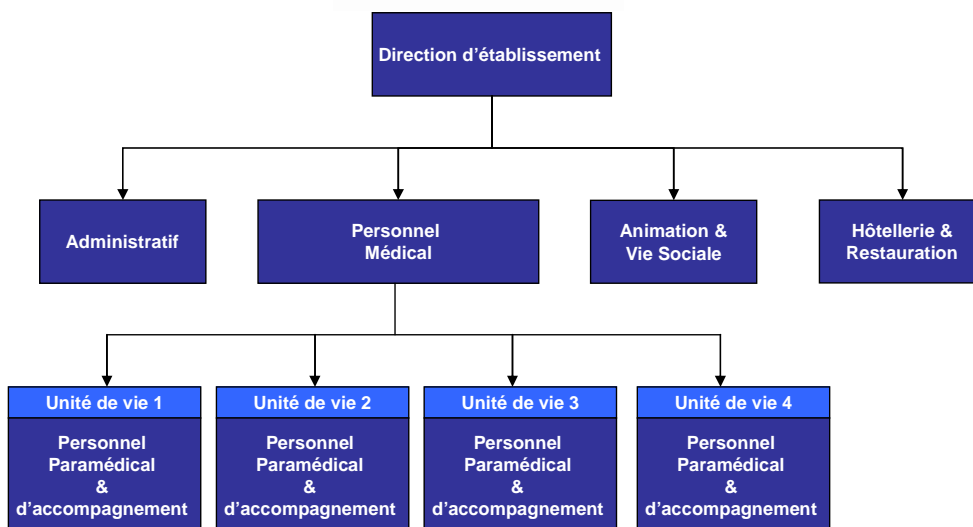 Direction d'établissement
Administratif
Personnel
Médical
Animation &
Vie Sociale
Hôtellerie &
Restauration
Unité de vie 1
Personnel
Paramédical
&
d'accompagnement
Unité de vie 2
Personnel
Paramédical
&
d'accompagnement
Unité de vie 3
Personnel
Paramédical
&
d'accompagnement
Unité de vie 4
Personnel
Paramédical
&
d'accompagnement